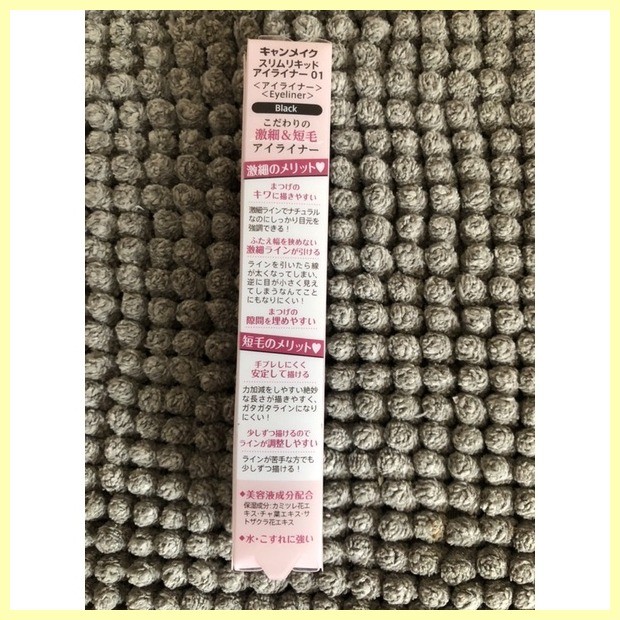 キャンメイク
スリムリキッド
アイライナー 01
＜アイライナー＞
＜Eyeliner＞
Black
こだわりの
激細&短毛
アイライナー
激細のメリット♥
まつげの
キワに描きやすい
激細ラインでナチュラル
なのにしっかり目元を
強調できる！
ふたえ幅を狭めない
激細ラインが引ける
ラインを引いたら線
が太くなってしまい、
逆に目が小さく見え
てしまうなんてこと
にもなりにくい！
まつげの
隙間を埋めやすい
短毛のメリット♥
手ブレしにくく
安定して描ける
力加減をしやすい絶妙
な長さが描きやすく、
ガタガタラインになり
にくい！
少しずつ描けるので
ラインが調整しやすい
ラインが苦手な方でも
少しずつ描ける！
◆美容液成分配合
保湿成分:カミツレ花エ
キス・チャ葉エキス・サ
トザクラ花エキス
◆水・こすれに強い